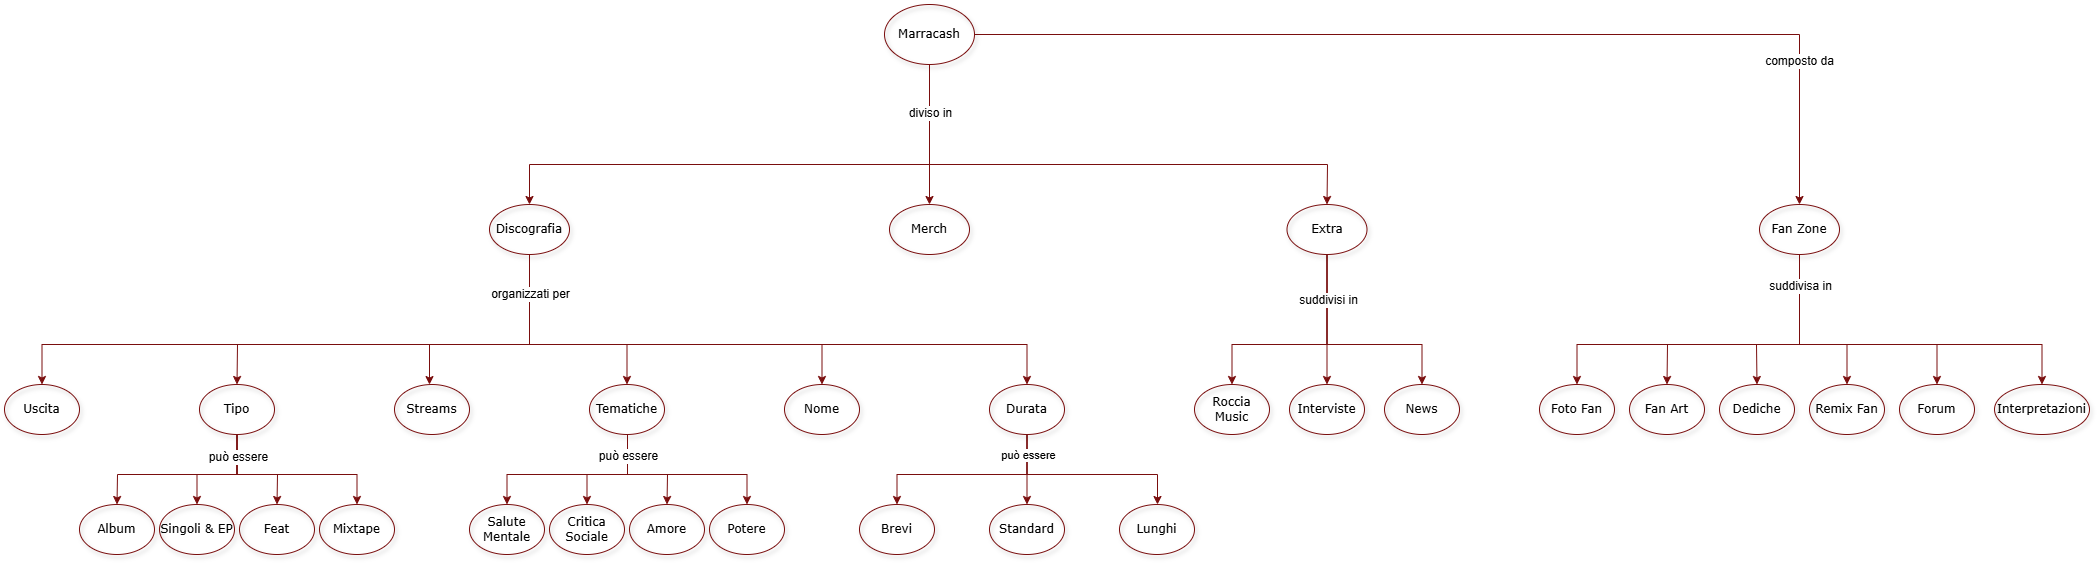 Marracash
composto da
diviso in
Discografia
Merch
Extra
Fan Zone
organizzati per
suddivisi in
suddivisa in
Uscita
Tipo
Streams
Tematiche
Nome
Durata
Roccia
Music
Interviste
News
Foto Fan
Fan Art
Dediche
Remix Fan
Forum
Interpretazioni
può essere
può essere
può essere
Album
Singoli & EP
Feat
Mixtape
Salute
Mentale
Critica
Sociale
Amore
Potere
Brevi
Standard
Lunghi